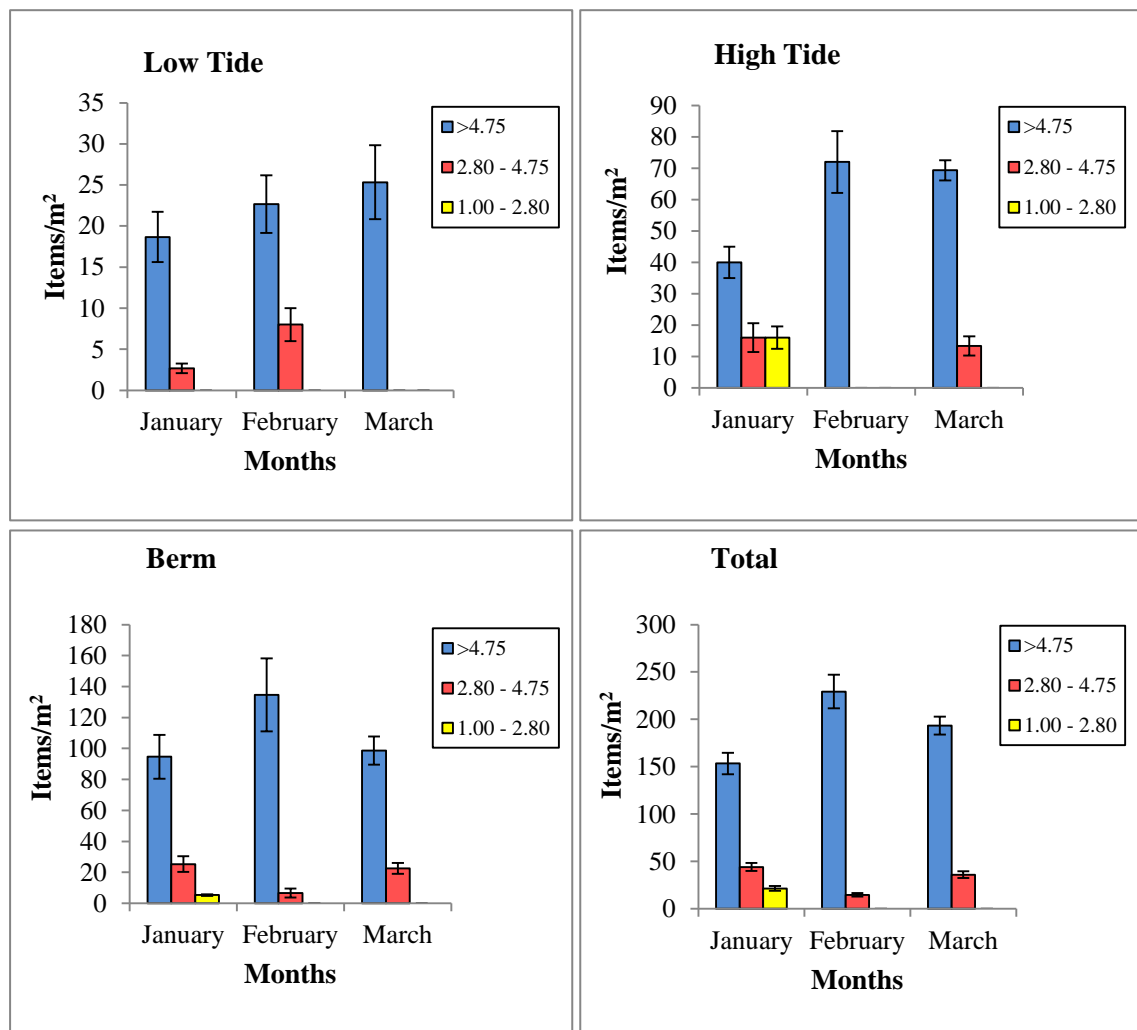 Low Tide
35
30
25
20
15
10
5
0
Items/m²
January February March
Months
>4.75
2.80 - 4.75
1.00 - 2.80
High Tide
90
80
70
60
50
40
30
20
10
0
Items/m²
January February March
Months
>4.75
2.80 - 4.75
1.00 - 2.80
Berm
180
160
140
120
100
80
60
40
20
0
Items/m²
January February March
Months
>4.75
2.80 - 4.75
1.00 - 2.80
Total
300
250
200
150
100
50
0
Items/m²
January February March
Months
>4.75
2.80 - 4.75
1.00 - 2.80